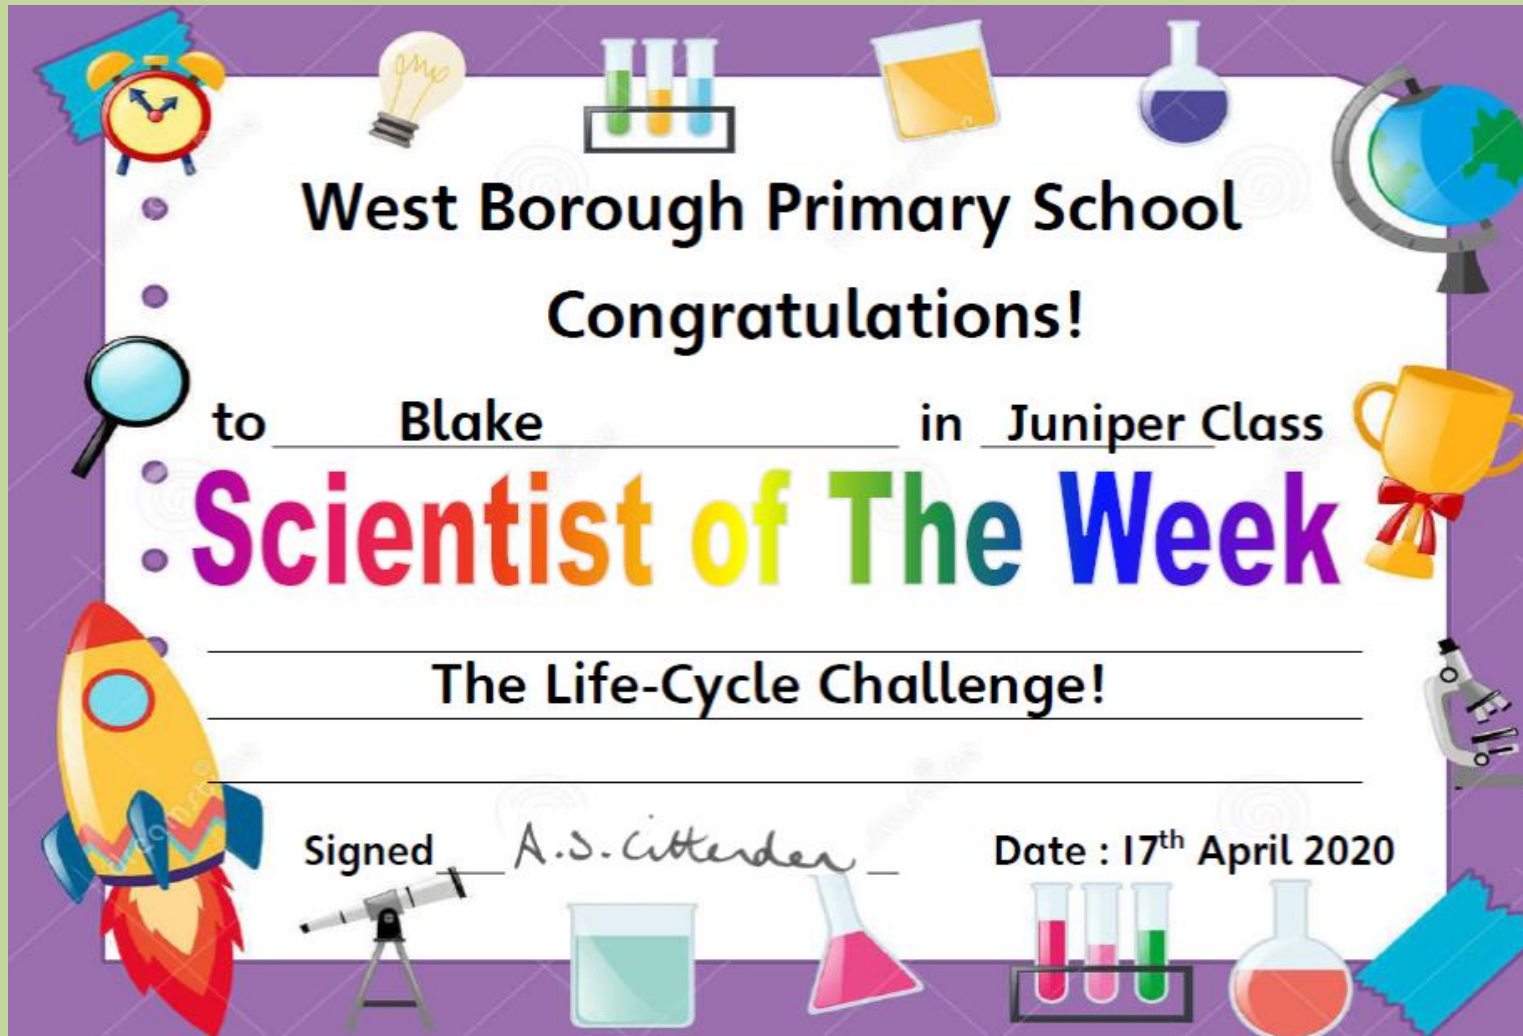 West Borough Primary School
Congratulations!
to Blake in Juniper Class
Scientist of The Week
The Life-Cycle Challenge!
Signed A.S. Cittenden Date : 17th April 2020